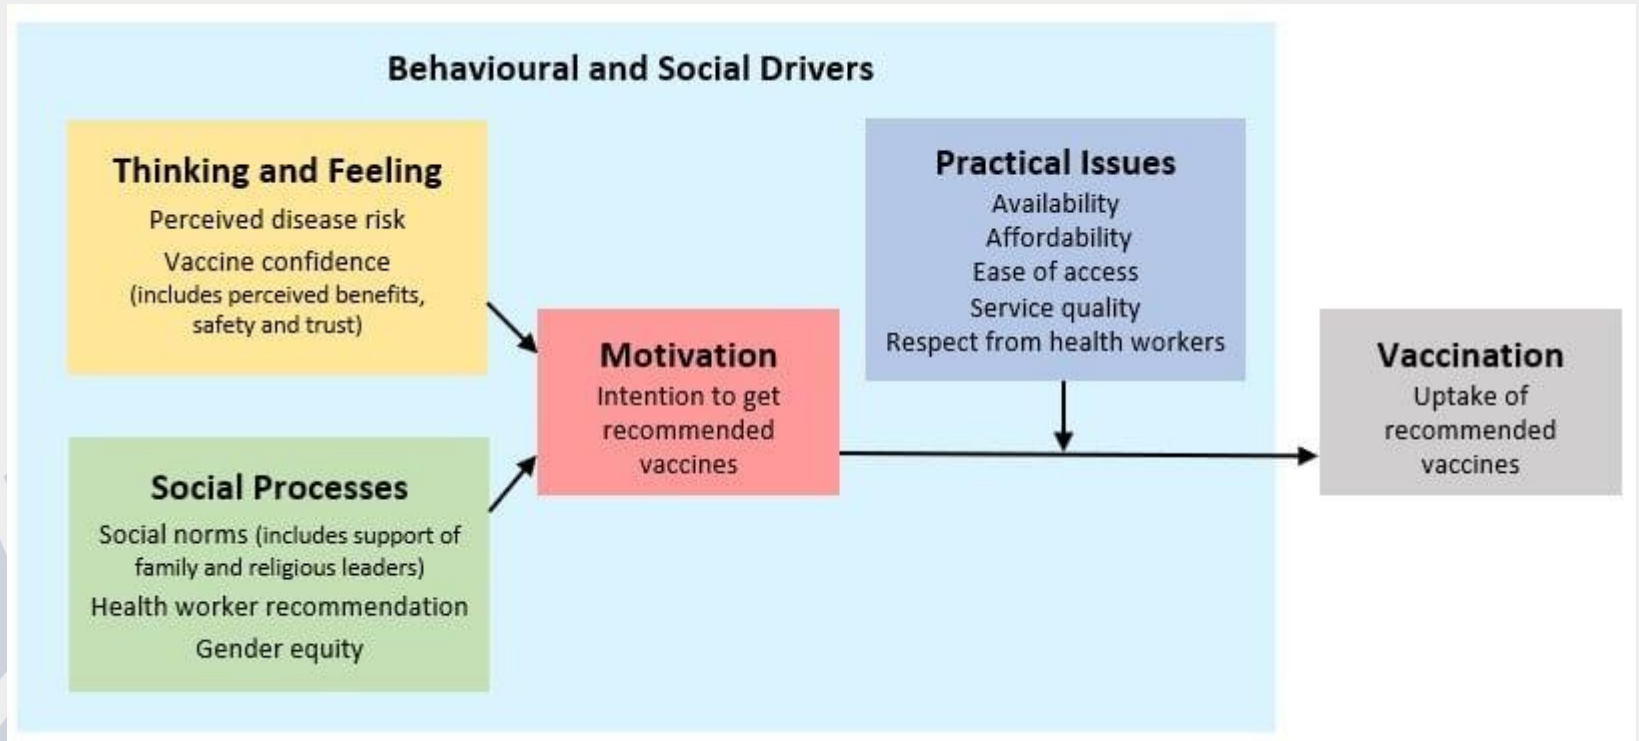 Behavioural and Social Drivers
Thinking and Feeling
Perceived disease risk
Vaccine confidence
(includes perceived benefits,
safety and trust)
Social Processes
Social norms (includes support of
family and religious leaders)
Health worker recommendation
Gender equity
Motivation
Intention to get
recommended
vaccines
Practical Issues
Availability
Affordability
Ease of access
Service quality
Respect from health workers
Vaccination
Uptake of
recommended
vaccines